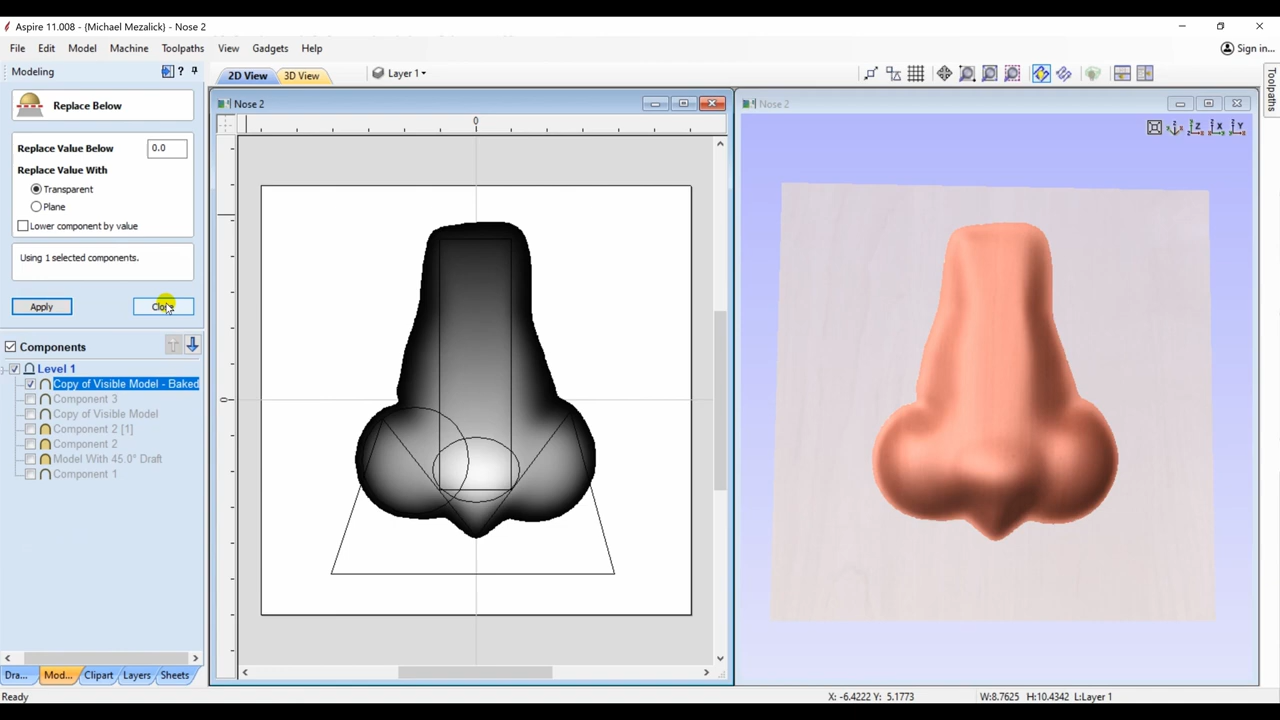 Aspire 11.008 - {Michael Mezalick} - Nose 2
File Edit Model Machine Toolpaths View Gadgets Help
Sign in...
Modeling ?
2D View 3D View Layer 1
Toolpaths
Replace Below
Nose 2
Nose 2
0
Z X Y
Replace Value Below 0.0
Replace Value With
Transparent
Plane
Lower component by value
Using 1 selected components.
Apply
Components
Level 1
Copy of Visible Model - Baked
Component 3
0
Copy of Visible Model
Component 2 [1]
Component 2
Model With 45.0° Draft
Component 1
Dra... Mod... Clipart Layers Sheets
Ready
X: -6.4222 Y: 5.1773
W:8.7625 H:10.4342 L:Layer 1